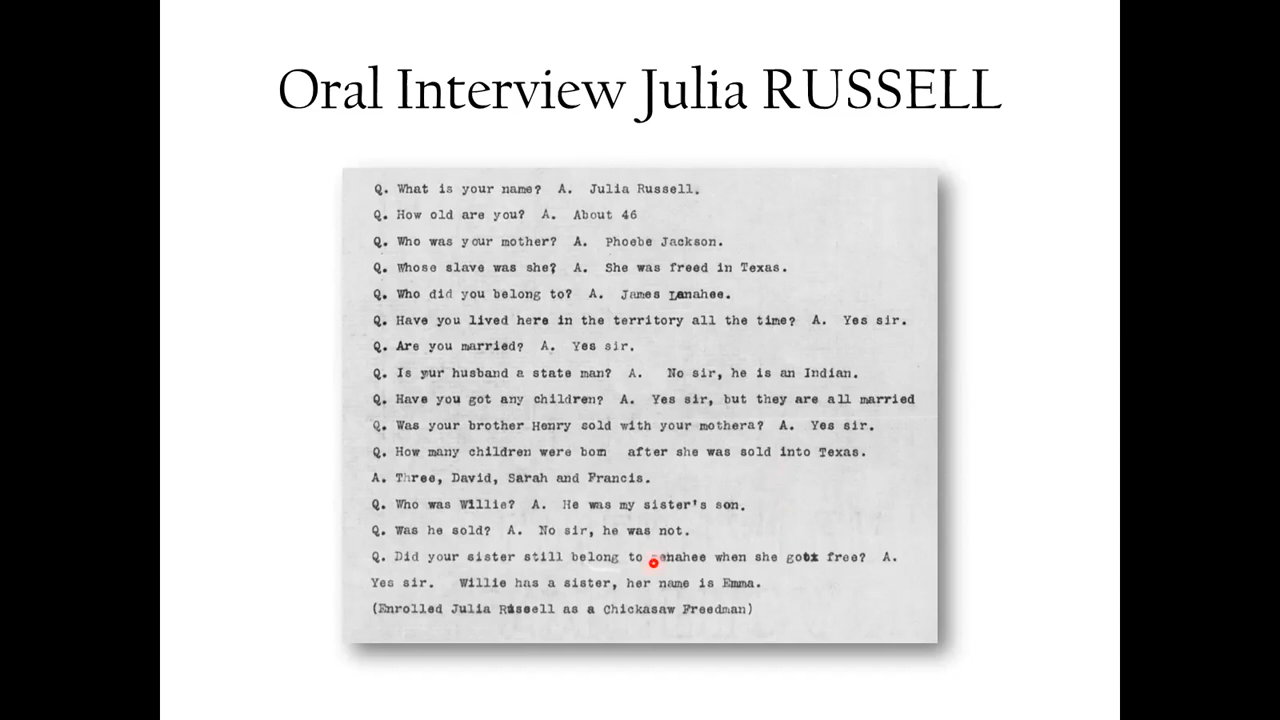 Oral Interview Julia RUSSELL
Q. What is your name? A. Julia Russell.
Q. How old are you? A. About 46
Q. Who was your mother? A. Phoebe Jackson.
Q. Whose slave was she? A. She was freed in Texas.
Q. Who did you belong to? A. James Lenahee.
Q. Have you lived here in the territory all the time? A. Yes sir.
Q. Are you married? A. Yes sir.
Q. Is yur husband a state man? A. No sir, he is an Indian.
Q. Have you got any children? A. Yes sir, but they are all married
Q. Was your brother Henry sold with your mothera? A. Yes sir.
Q. How many children were born after she was sold into Texas.
A. Three, David, Sarah and Francis.
Q. Who was Willie? A. He was my sister's son.
Q. Was he sold? A. No sir, he was not.
Q. Did your sister still belong to when she got free? A.
Yes sir. Willie has a sister, her name is Emma.
(Enrolled Julia Russell as a Chickasaw Freedman)